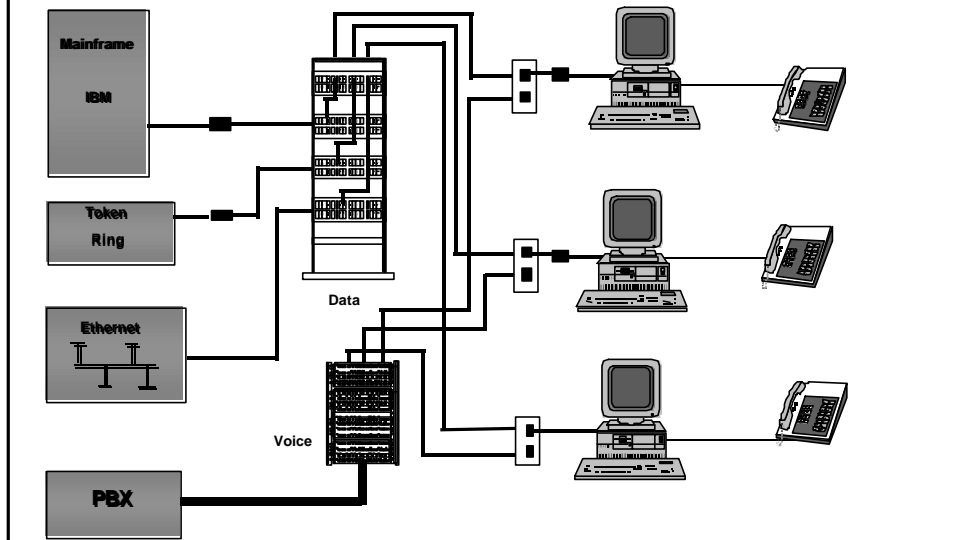 Mainframe
IBM
Token
Ring
Data
Ethernet
Voice
PBX